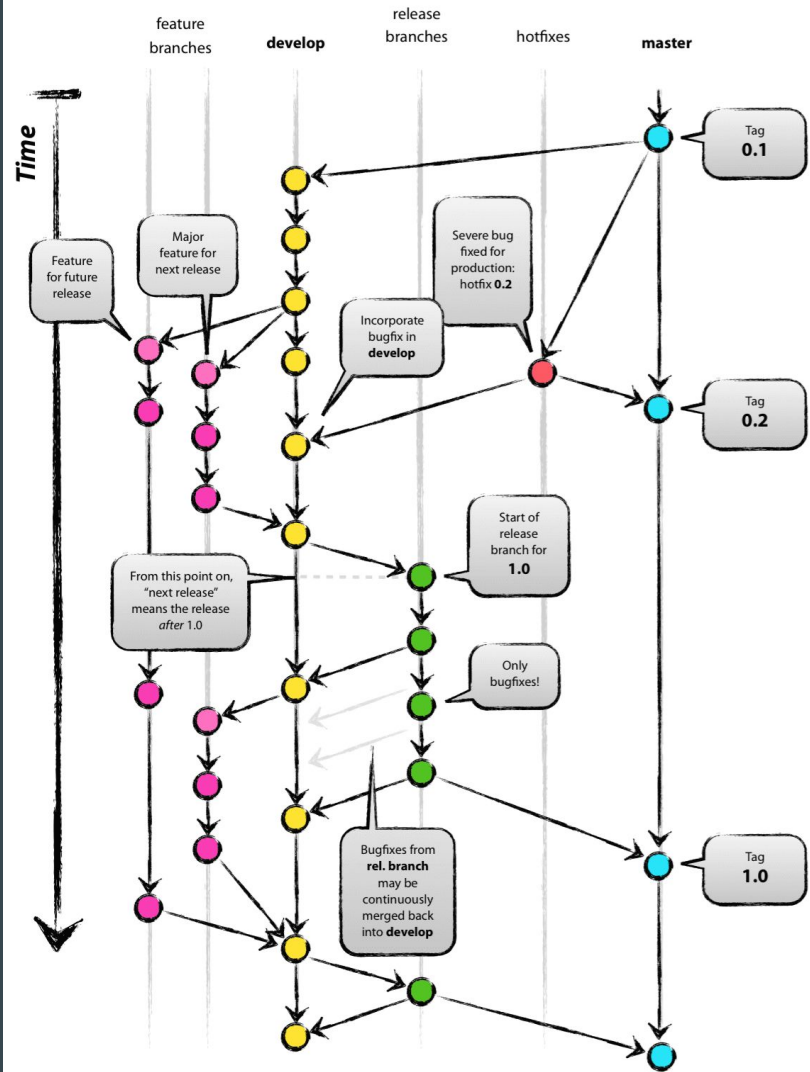 feature
branches
develop
release
branches
hotfixes
master
Time
Tag
0.1
Feature
for future
release
Major
feature for
next release
Severe bug
fixed for
production:
hotfix 0.2
Incorporate
bugfix in
develop
Tag
0.2
Start of
release
branch for
1.0
From this point on,
“next release”
means the release
after 1.0
Only
bugfixes!
Bugfixes from
rel. branch
may be
continuously
merged back
into develop
Tag
1.0